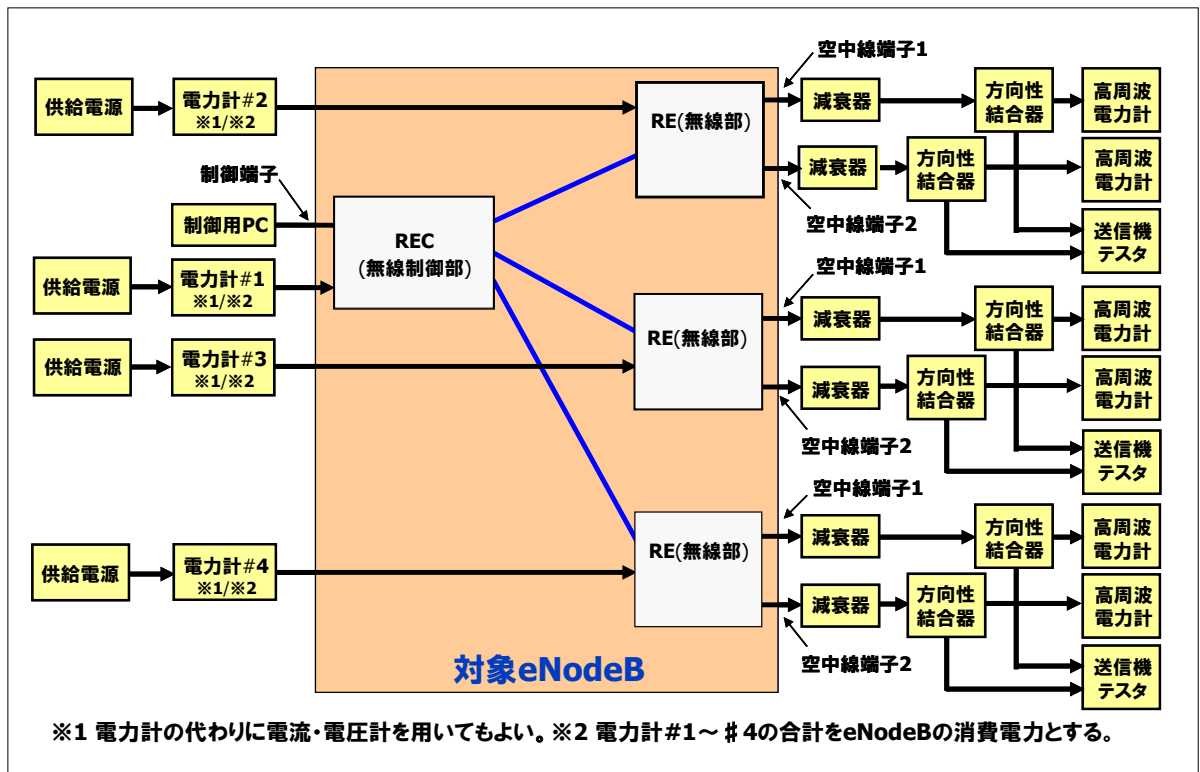 空中線端子1
供給電源
電力計#2
※1/※2
RE(無線部)
減衰器
方向性
結合器
高周波
電力計
空中線端子2
減衰器
方向性
結合器
高周波
電力計
送信機
テスタ
制御端子
制御用PC
REC
(無線制御部)
供給電源
電力計#1
※1/※2
空中線端子1
供給電源
電力計#3
※1/※2
RE(無線部)
減衰器
方向性
結合器
高周波
電力計
空中線端子2
減衰器
方向性
結合器
高周波
電力計
送信機
テスタ
空中線端子1
供給電源
電力計#4
※1/※2
RE(無線部)
減衰器
方向性
結合器
高周波
電力計
空中線端子2
減衰器
方向性
結合器
高周波
電力計
送信機
テスタ
対象eNodeB
※1 電力計の代わりに電流・電圧計を用いてもよい。※2 電力計#1～♯4の合計をeNodeBの消費電力とする。